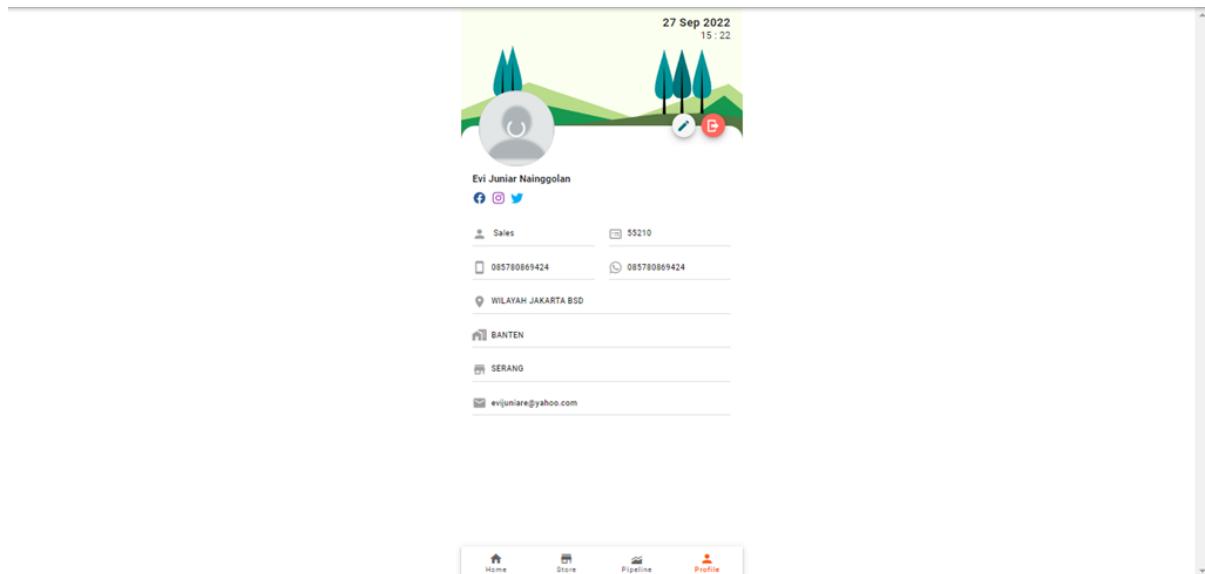 27 Sep 2022
15 : 22
Evi Juniar Nainggolan
Sales
55210
085780869424
085780869424
WILAYAH JAKARTA BSD
BANTEN
SERANG
evijuniare@yahoo.com
Home Store Pipeline Profile